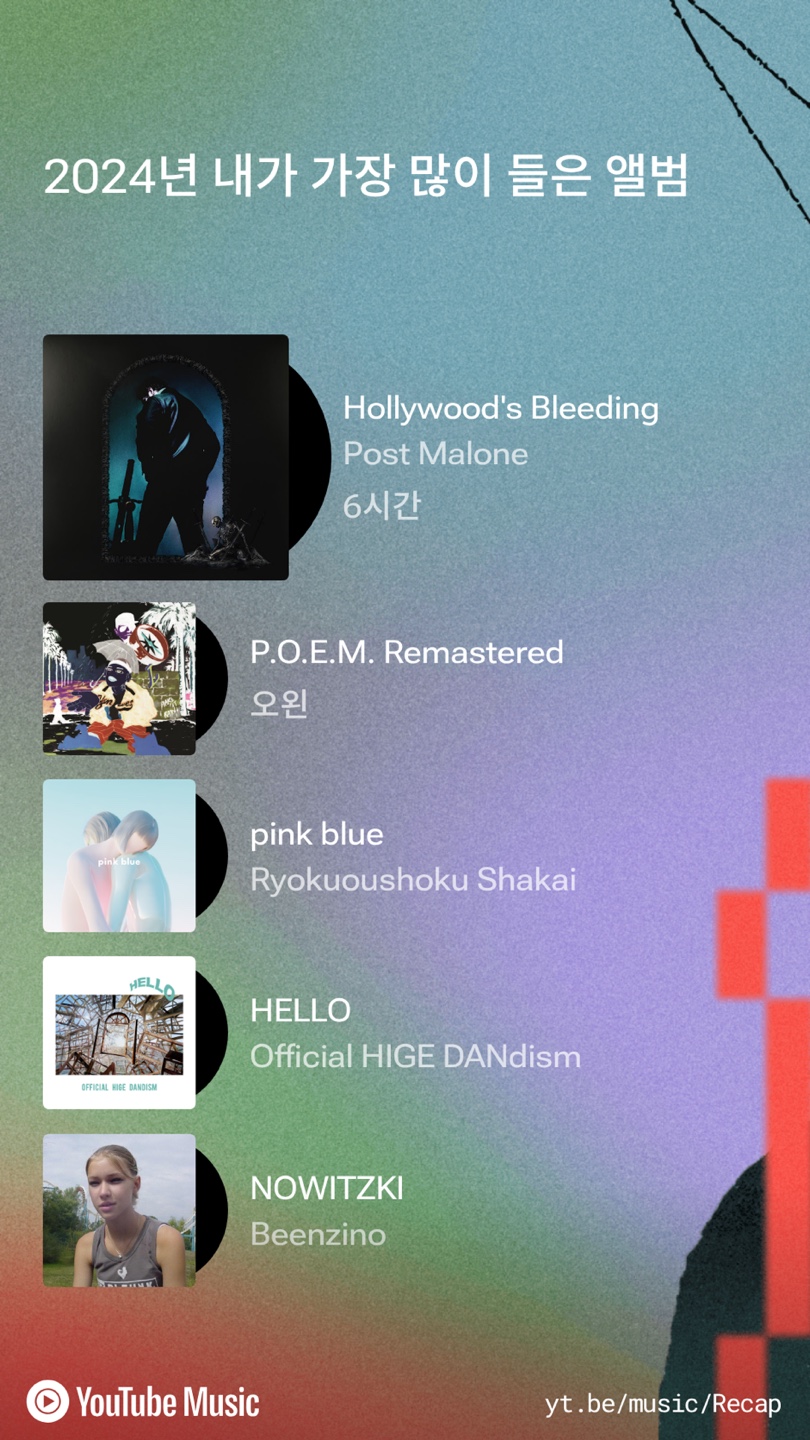 2024년 내가 가장 많이 들은 앨범
Hollywood's Bleeding
Post Malone
6시간
P.O.E.M. Remastered
오왼
pink blue
pink blue
Ryokuoushoku Shakai
HELLO
OFFICIAL HIGE DANDISM
HELLO
Official HIGE DANdism
NOWITZKI
Beenzino
YouTube Music
yt.be/music/Recap